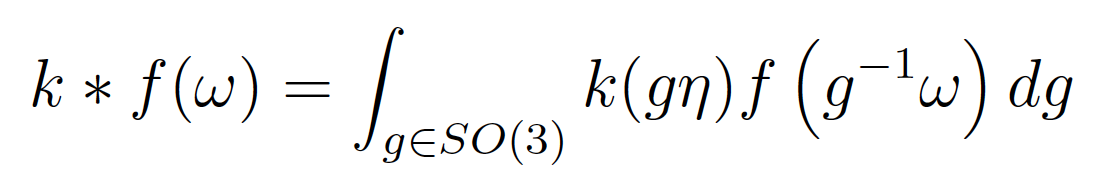 k * f(ω) = ∫_{g∈SO(3)} k(gη) f (g^{-1}ω) dg